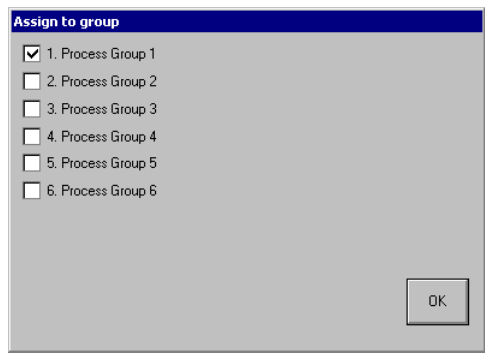 Assign to group
1. Process Group 1
2. Process Group 2
3. Process Group 3
4. Process Group 4
5. Process Group 5
6. Process Group 6
OK